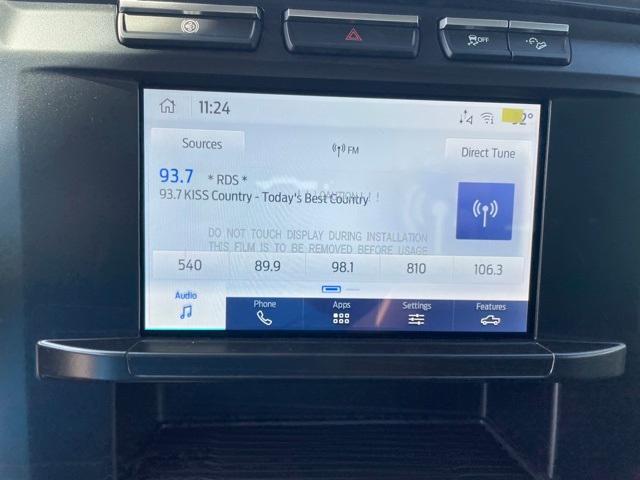 OFF
11:24
2°
Sources
FM
Direct Tune
93.7 * RDS *
93.7 KISS Country - Today's Best Country
DO NOT TOUCH DISPLAY DURING INSTALLATION
THIS FILM IS TO BE REMOVED BEFORE USAGE
540 89.9 98.1 810 106.3
Audio Phone Apps Settings Features